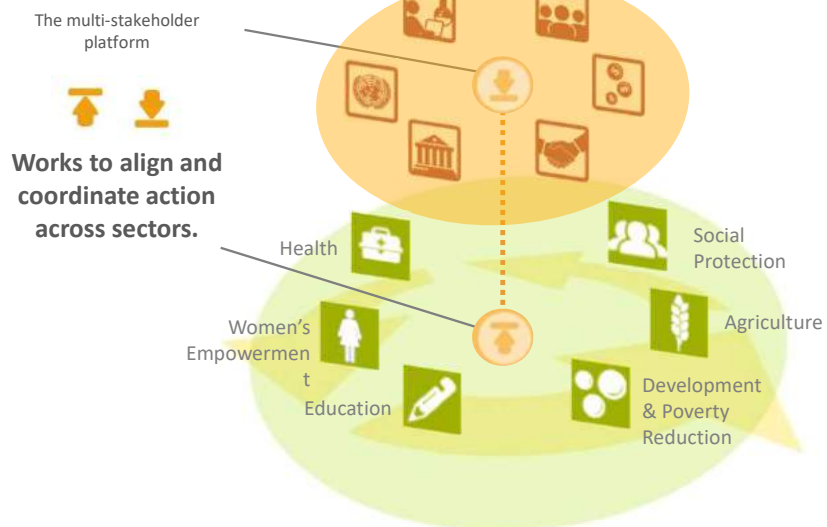 The multi-stakeholder
platform
Works to align and
coordinate action
across sectors.
Health
Social
Protection
Women's
Empowermen
t
Agriculture
Education
Development
& Poverty
Reduction